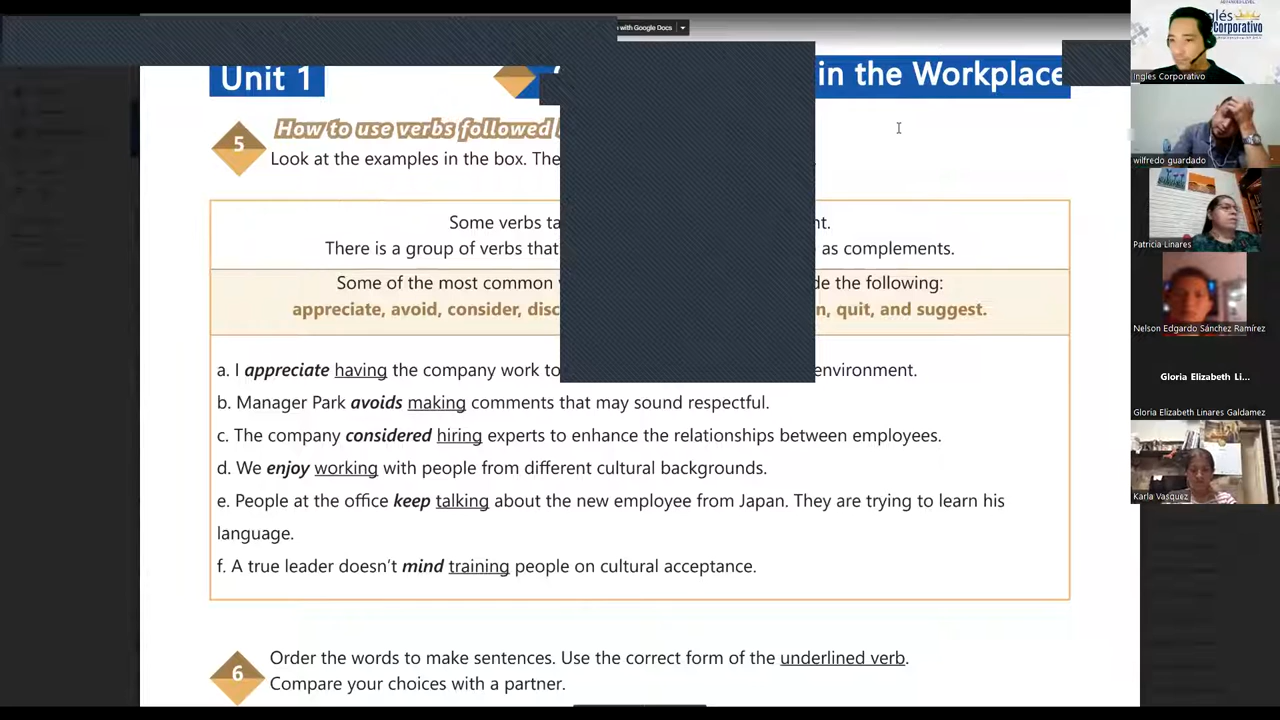 with Google Docs
Unit 1
in the Workplace
5
How to use verbs followed
Look at the examples in the box. The
Some verbs ta
nt.
There is a group of verbs that
as complements.
Some of the most common
de the following:
appreciate, avoid, consider, disc
n, quit, and suggest.
a. I appreciate having the company work to
environment.
b. Manager Park avoids making comments that may sound respectful.
c. The company considered hiring experts to enhance the relationships between employees.
d. We enjoy working with people from different cultural backgrounds.
e. People at the office keep talking about the new employee from Japan. They are trying to learn his
language.
f. A true leader doesn't mind training people on cultural acceptance.
6
Order the words to make sentences. Use the correct form of the underlined verb.
Compare your choices with a partner.
glés
Corporativo
Ingles Corporativo
wilfredo guardado
Patricia Linares
Nelson Edgardo Sánchez Ramírez
Gloria Elizabeth Li...
Gloria Elizabeth Linares Galdamez
Karla Vasquez